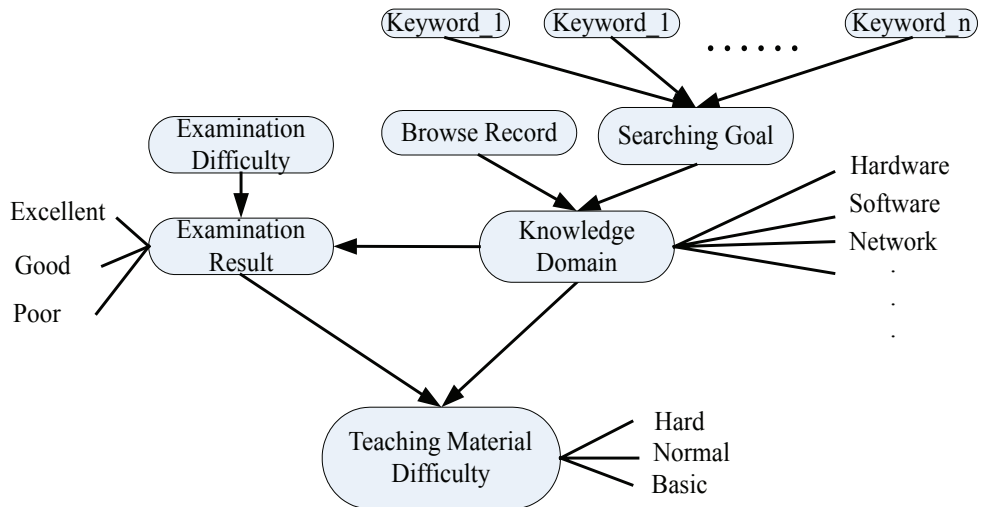 Keyword_1
Keyword_1
......
Keyword_n
Examination
Difficulty
Browse Record
Searching Goal
Hardware
Software
Network
.
.
.
Excellent
Good
Poor
Examination
Result
Knowledge
Domain
Teaching Material
Difficulty
Hard
Normal
Basic